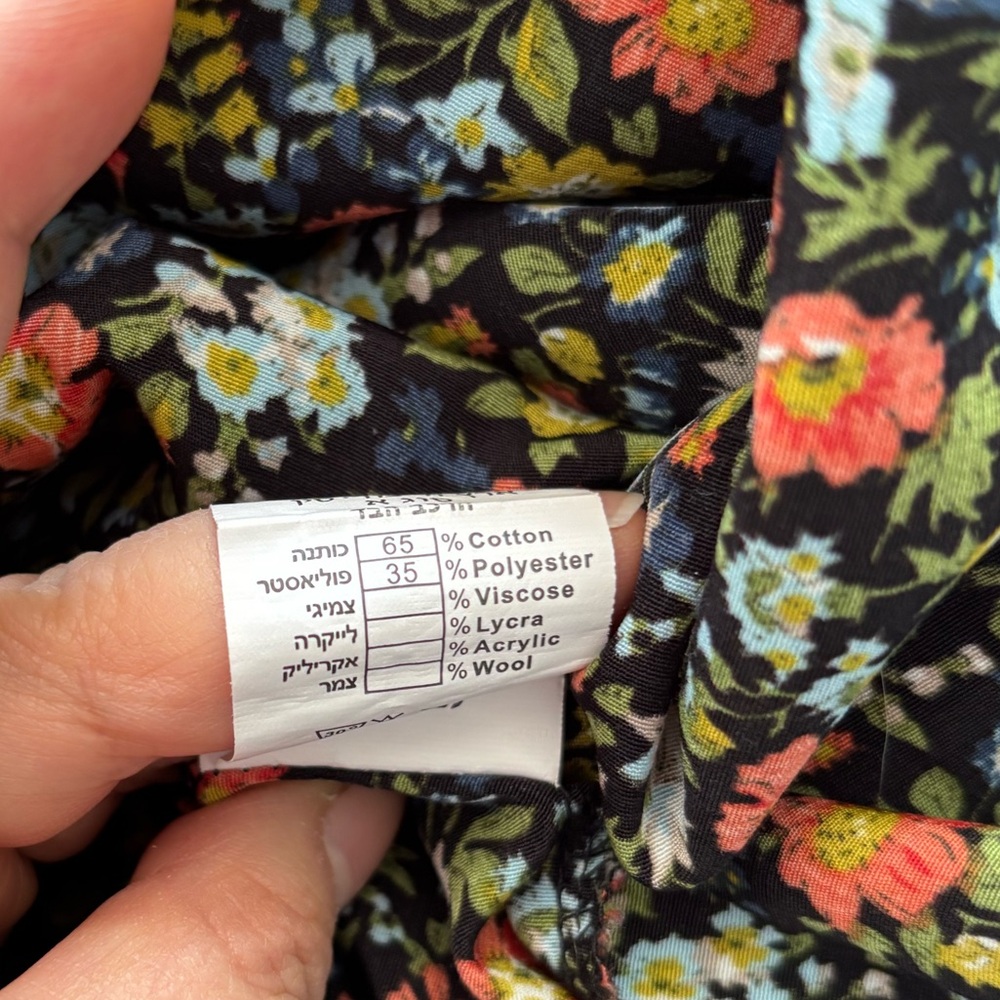 הרכב הבד
כותנה 65 % Cotton
פוליאסטר 35 % Polyester
צמיגי % Viscose
לייקרה % Lycra
אקריליק % Acrylic
צמר % Wool